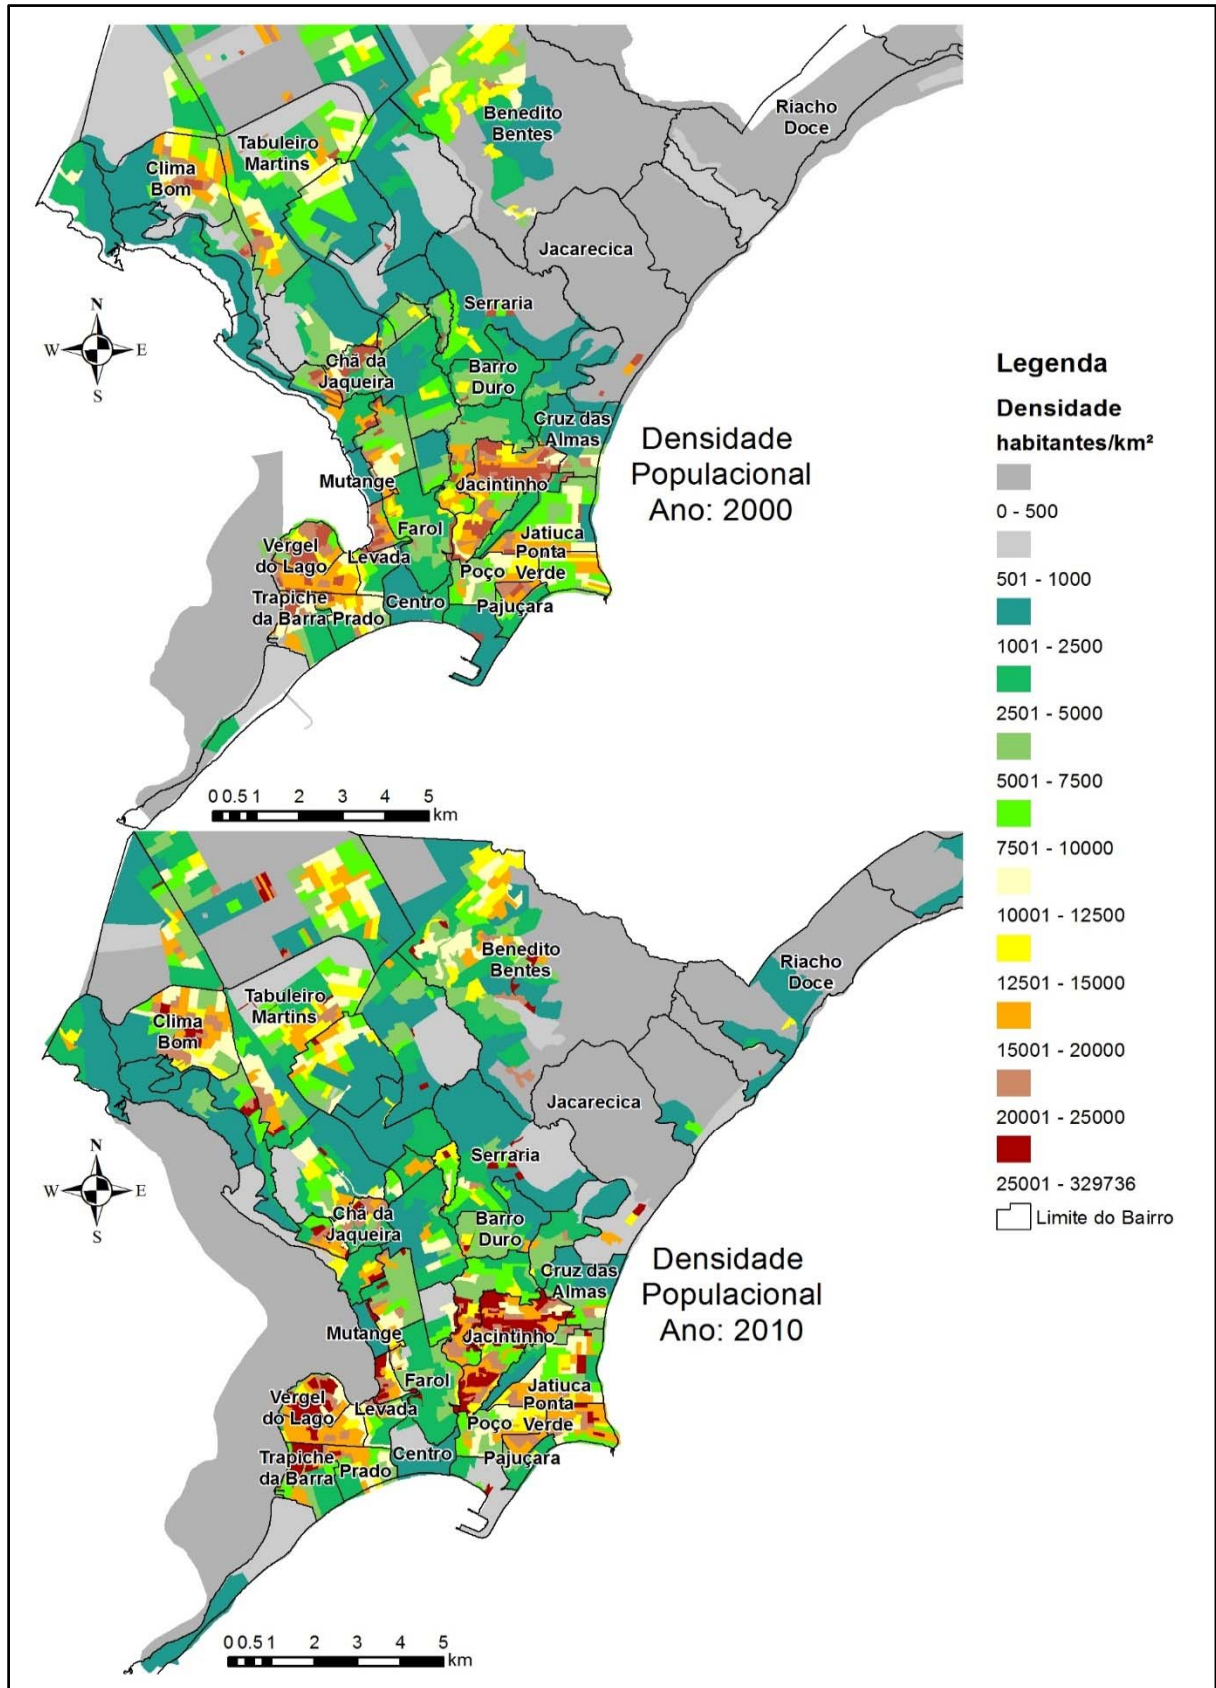 Riacho
Doce
Benedito
Bentes
Tabuleiro
Martins
Clima
Bom
Jacarecica
Serraria
N
W E
S
Chã da
Jaqueira
Barro
Duro
Cruz das
Almas
Densidade
Populacional
Ano: 2000
Mutange
Jacintinho
Farol
Jatiuca
Vergel
do Lago
Levada
Ponta
Verde
Poço
Trapiche
da Barra
Prado
Centro
Pajuçara
0 0.5 1 2 3 4 5
km
Legenda
Densidade
habitantes/km²
0 - 500
501 - 1000
1001 - 2500
2501 - 5000
5001 - 7500
7501 - 10000
10001 - 12500
12501 - 15000
15001 - 20000
20001 - 25000
25001 - 329736
Limite do Bairro
Benedito
Bentes
Riacho
Doce
Tabuleiro
Martins
Clima
Bom
Jacarecica
Serraria
N
W E
S
Chã da
Jaqueira
Barro
Duro
Cruz das
Almas
Densidade
Populacional
Ano: 2010
Mutange
Jacintinho
Farol
Jatiuca
Vergel
do Lago
Levada
Ponta
Verde
Poço
Trapiche
da Barra
Prado
Centro
Pajuçara
0 0.5 1 2 3 4 5
km